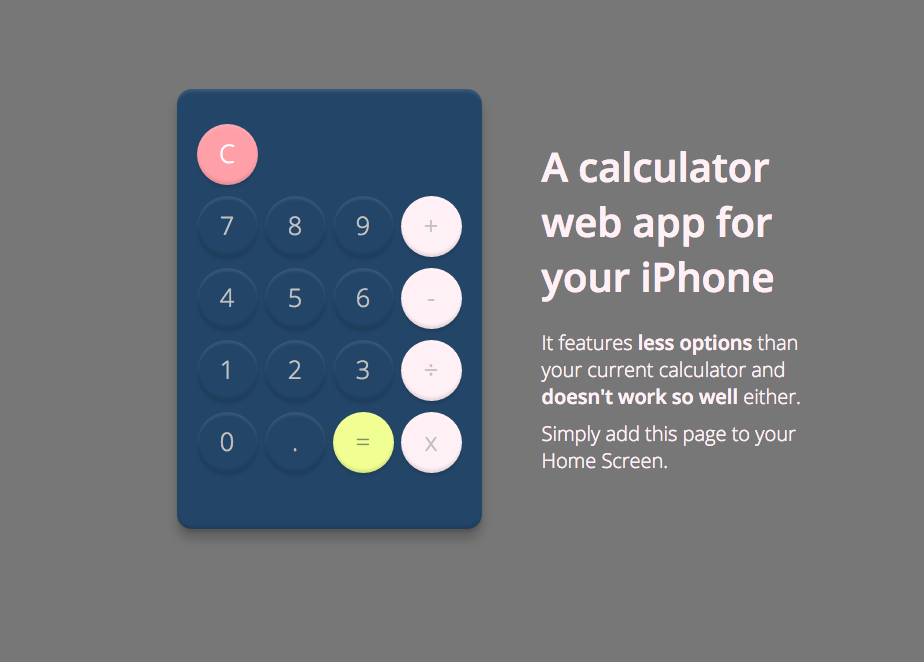 C
7 8 9 +
4 5 6 -
1 2 3 ÷
0 . = x
A calculator
web app for
your iPhone
It features less options than
your current calculator and
doesn't work so well either.
Simply add this page to your
Home Screen.